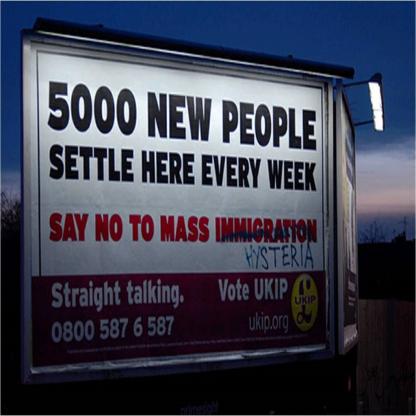 5000 NEW PEOPLE
SETTLE HERE EVERY WEEK
SAY NO TO MASS IMMIGRATION
HYSTERIA
Straight talking. Vote UKIP
0800 587 6 587 ukip.org
£
UKIP